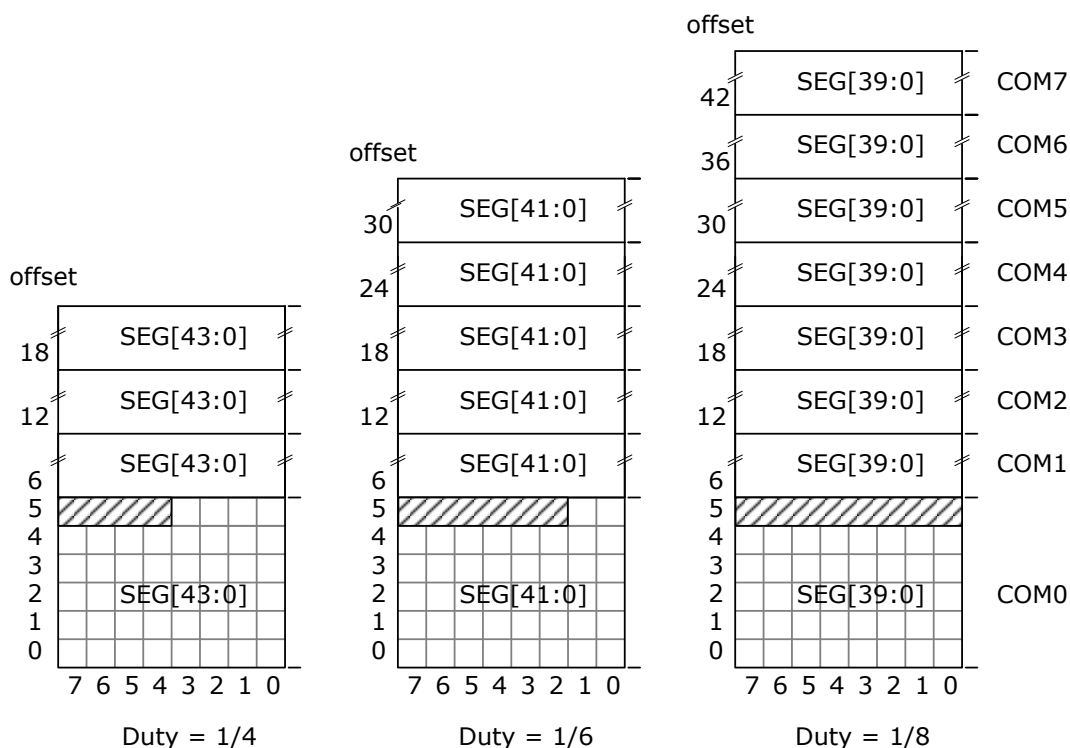 offset
42 SEG[39:0] COM7
offset
36 SEG[39:0] COM6
30 SEG[41:0] 30 SEG[39:0] COM5
offset
24 SEG[41:0] 24 SEG[39:0] COM4
18 SEG[43:0] 18 SEG[41:0] 18 SEG[39:0] COM3
12 SEG[43:0] 12 SEG[41:0] 12 SEG[39:0] COM2
6 SEG[43:0] 6 SEG[41:0] 6 SEG[39:0] COM1
5 5 5
4 4 4
3 3 3
2 SEG[43:0] 2 SEG[41:0] 2 SEG[39:0] COM0
1 1 1
0 0 0
7 6 5 4 3 2 1 0 7 6 5 4 3 2 1 0 7 6 5 4 3 2 1 0
Duty = 1/4 Duty = 1/6 Duty = 1/8